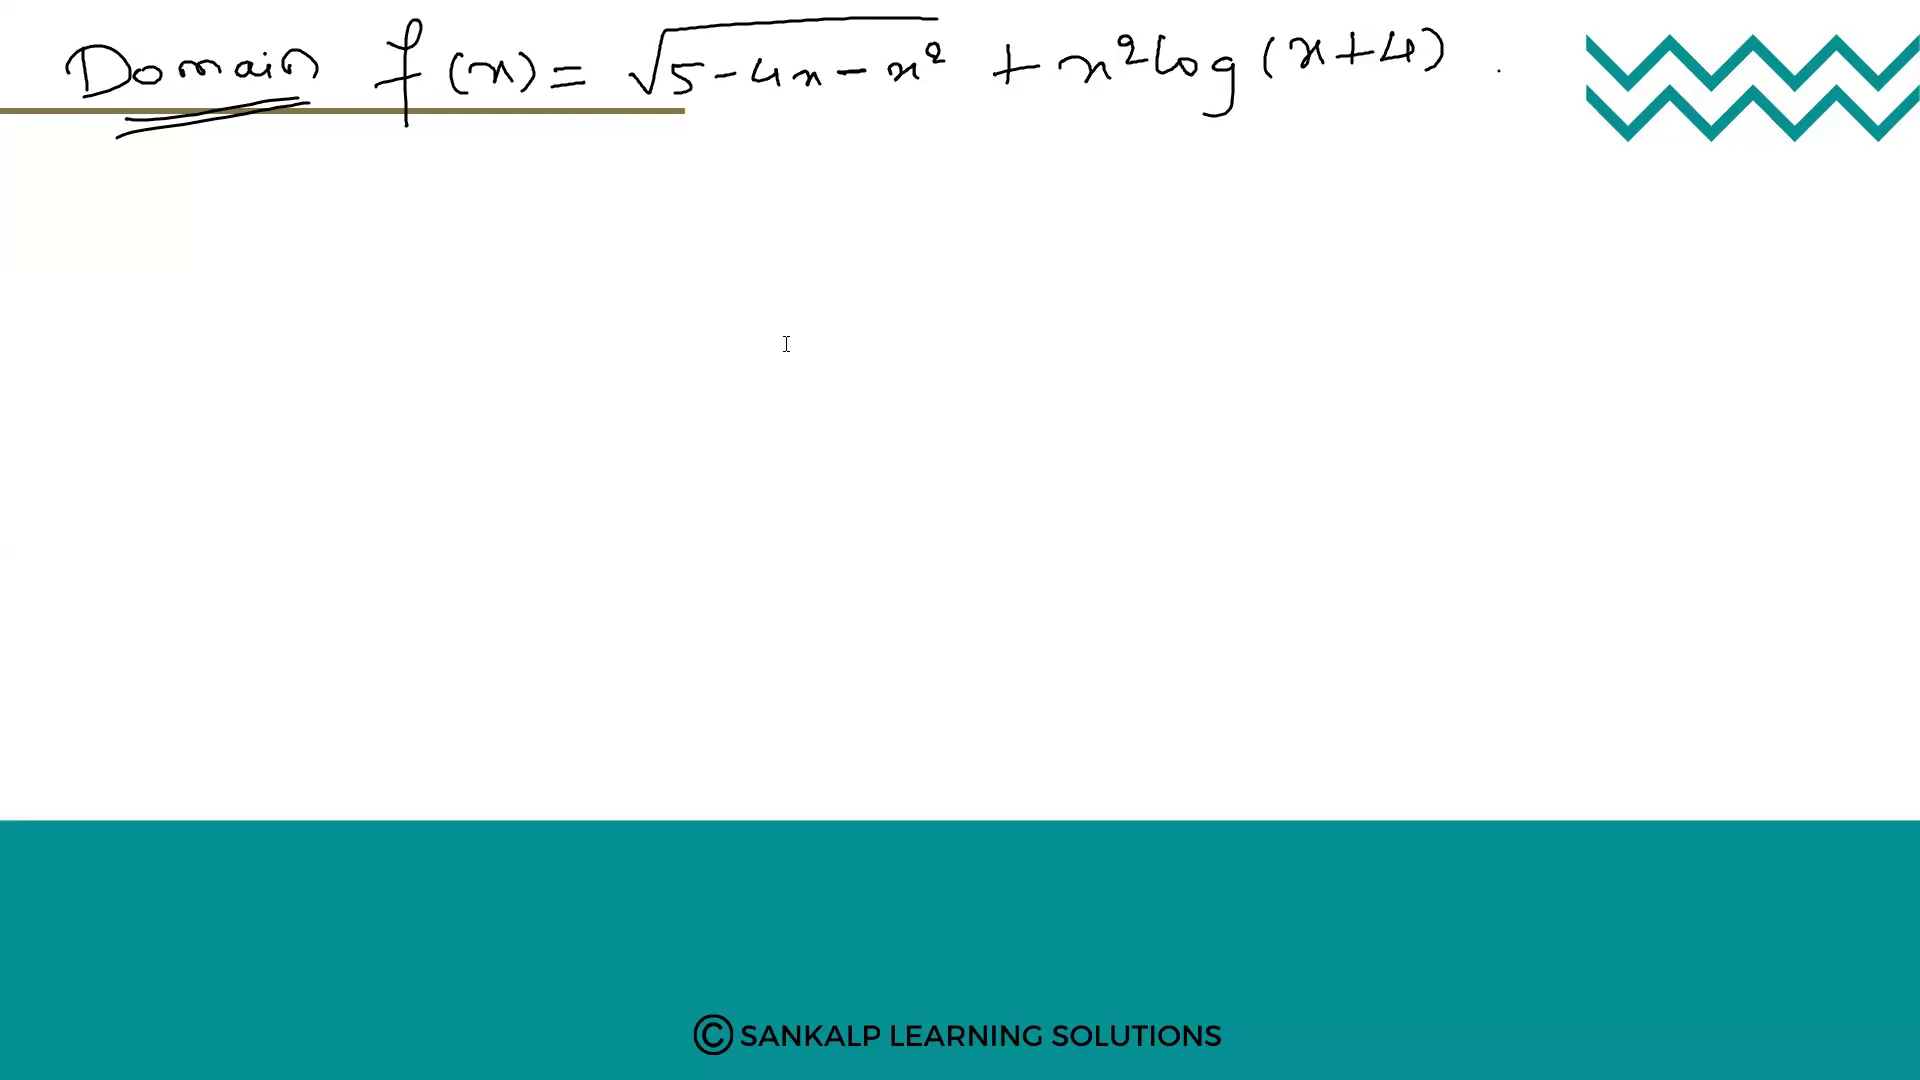 Domain f(x) = √5-4x-x² + x²log(x+4) .
© SANKALP LEARNING SOLUTIONS